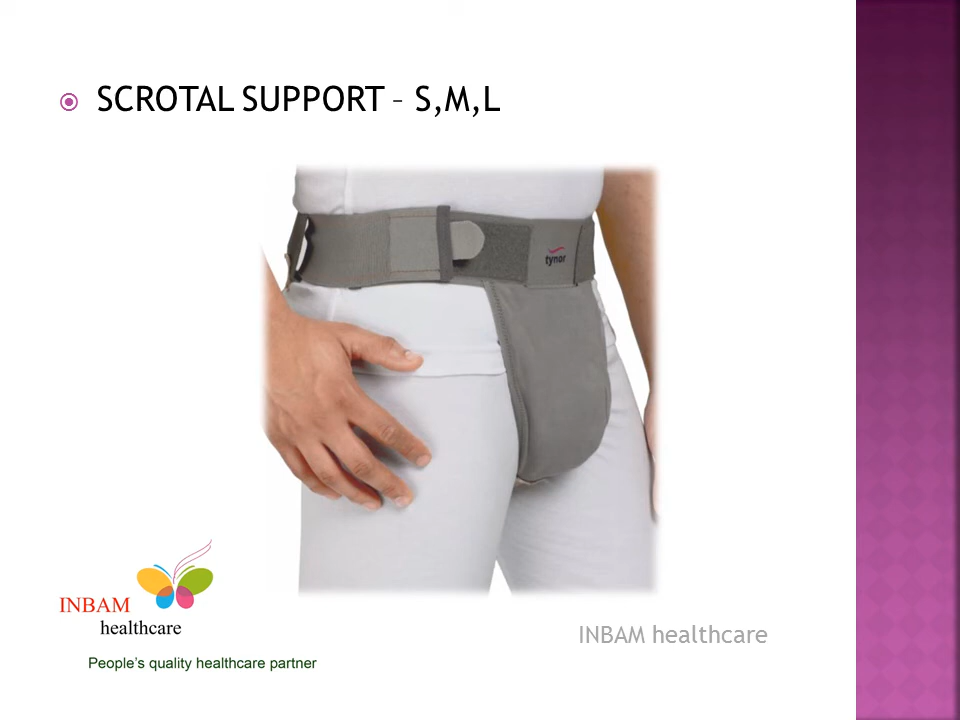 SCROTAL SUPPORT – S,M,L
tynor
INBAM
healthcare
People's quality healthcare partner
INBAM healthcare